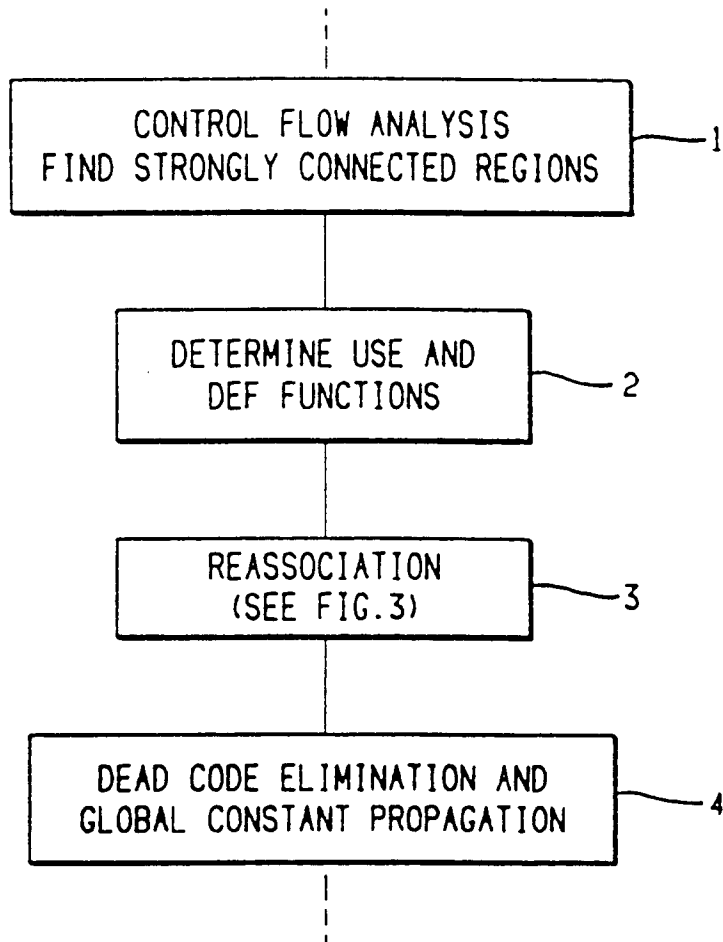 CONTROL FLOW ANALYSIS
FIND STRONGLY CONNECTED REGIONS
1
DETERMINE USE AND
DEF FUNCTIONS
2
REASSOCIATION
(SEE FIG.3)
3
DEAD CODE ELIMINATION AND
GLOBAL CONSTANT PROPAGATION
4